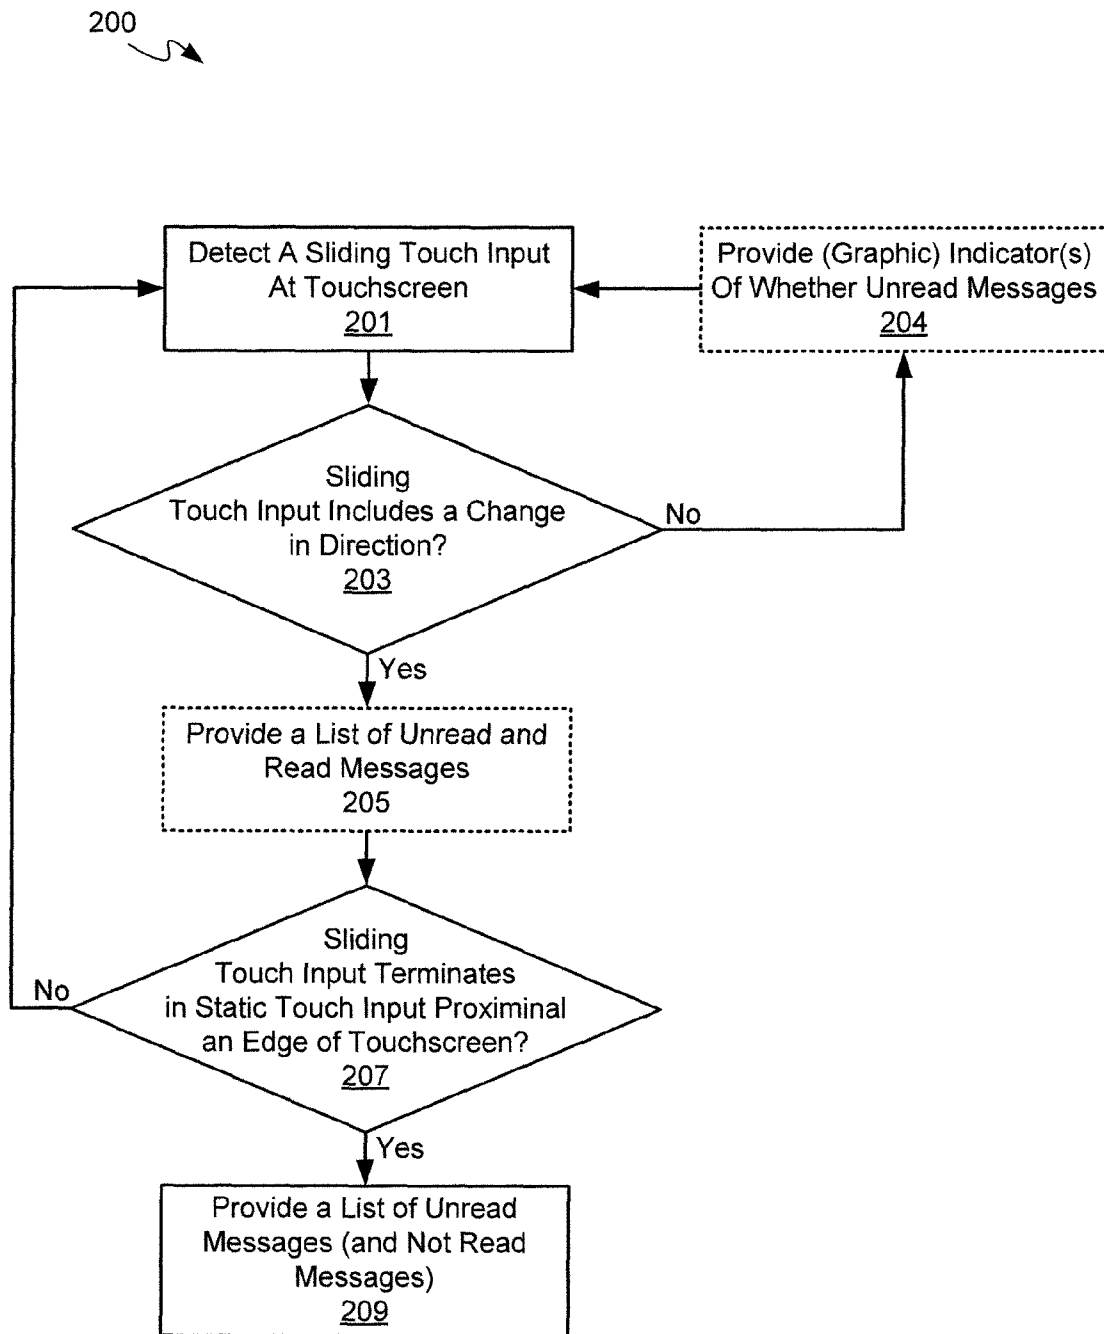 200
Detect A Sliding Touch Input
At Touchscreen
201
Provide (Graphic) Indicator(s)
Of Whether Unread Messages
204
Sliding
Touch Input Includes a Change
in Direction?
203
No
Yes
Provide a List of Unread and
Read Messages
205
Sliding
Touch Input Terminates
in Static Touch Input Proximinal
an Edge of Touchscreen?
207
No
Yes
Provide a List of Unread
Messages (and Not Read
Messages)
209